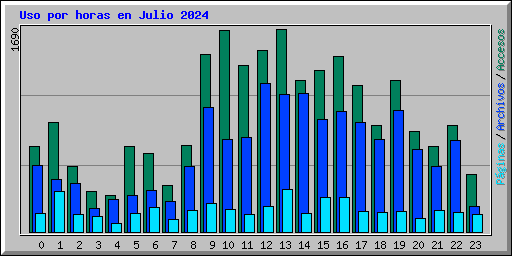 Uso por horas en Julio 2024
1690
Páginas / Archivos / Accesos
0 1 2 3 4 5 6 7 8 9 10 11 12 13 14 15 16 17 18 19 20 21 22 23